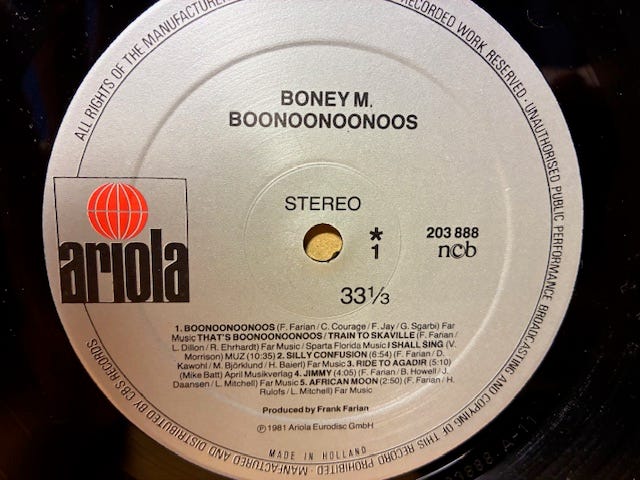 ALL RIGHTS OF THE MANUFACTURER
RECORDED WORK RESERVED · UNAUTHORISED PUBLIC PERFORMANCE BROADCASTING AND COPYING OF THIS RECORD PROHIBITED · MANFACTURED AND DISTRIBUTED BY CBS RECORDS
BONEY M.
BOONOONOONOOS
STEREO
ariola
*
1
203 888
ncb
33⅓
1. BOONOONOONOOS (F. Farian / C. Courage / F. Jay / G. Sgarbi) Far
Music THAT'S BOONOONOONOOS / TRAIN TO SKAVILLE (F. Farian /
L. Dillon / R. Ehrhardt) Far Music / Sparta Florida Music I SHALL SING (V.
Morrison) MUZ (10:35) 2. SILLY CONFUSION (6:54) (F. Farian / D.
Kawohl / M. Björklund / H. Baierl) Far Music 3. RIDE TO AGADIR (5:10)
(Mike Batt) April Musikverlag 4. JIMMY (4:05) (F. Farian / B. Howell / J.
Daansen / L. Mitchell) Far Music 5. AFRICAN MOON (2:50) (F. Farian / H.
Rulofs / L. Mitchell) Far Music
Produced by Frank Farian
℗ 1981 Ariola Eurodisc GmbH
MADE IN HOLLAND